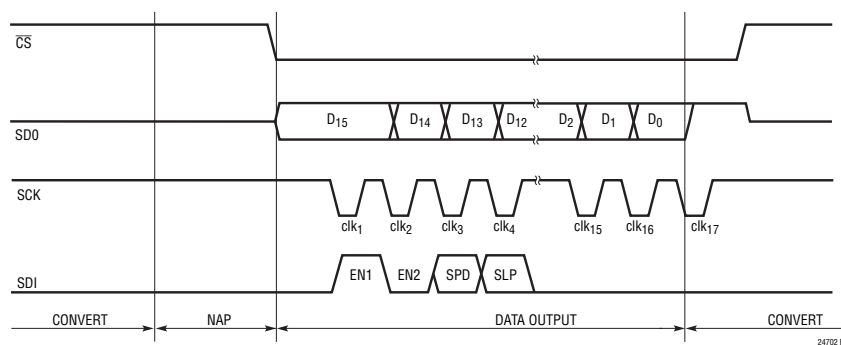 CS
SD0
D15 D14 D13 D12 D2 D1 D0
SCK
clk1 clk2 clk3 clk4 clk15 clk16 clk17
SDI
EN1 EN2 SPD SLP
CONVERT NAP DATA OUTPUT CONVERT
24702